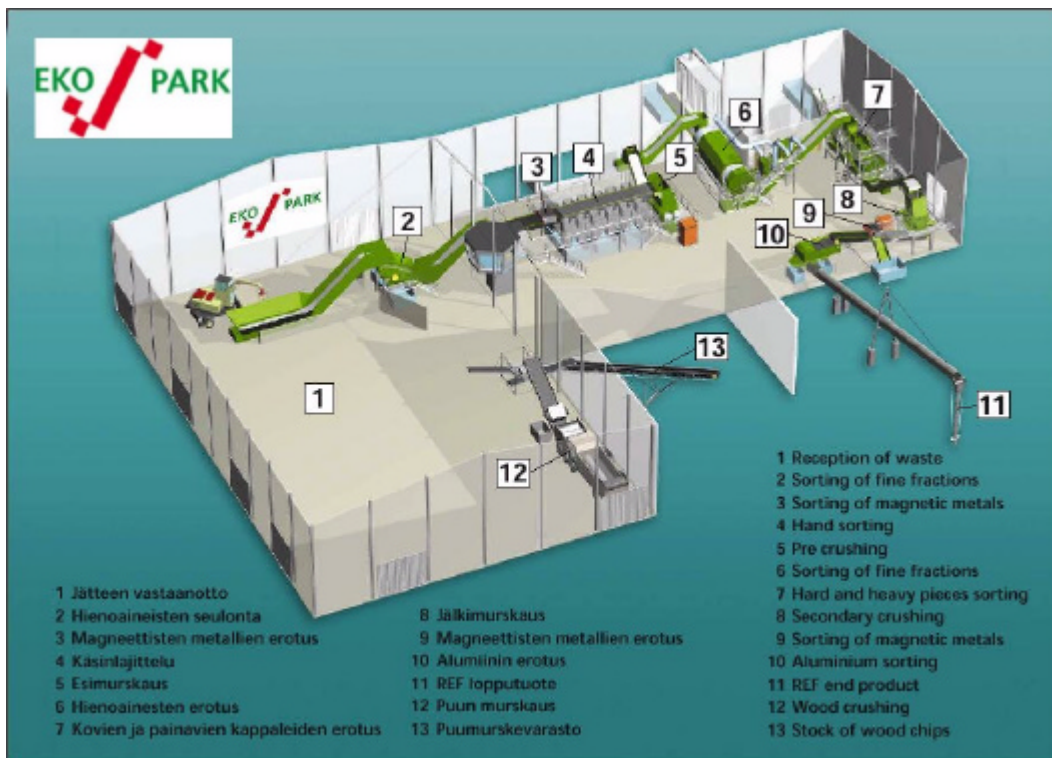 EKO PARK
EKO PARK
7
6
4
3
5
2
8
9
10
13
1
11
12
1 Reception of waste
2 Sorting of fine fractions
3 Sorting of magnetic metals
4 Hand sorting
5 Pre crushing
6 Sorting of fine fractions
7 Hard and heavy pieces sorting
8 Secondary crushing
9 Sorting of magnetic metals
10 Aluminium sorting
11 REF end product
12 Wood crushing
13 Stock of wood chips
1 Jätteen vastaanotto
2 Hienoaineisten seulonta
3 Magneettisten metallien erotus
4 Käsinlajittelu
5 Esimurskaus
6 Hienoainesten erotus
7 Kovien ja painavien kappaleiden erotus
8 Jälkimurskaus
9 Magneettisten metallien erotus
10 Alumiinin erotus
11 REF lopputuote
12 Puun murskaus
13 Puumurskevarasto